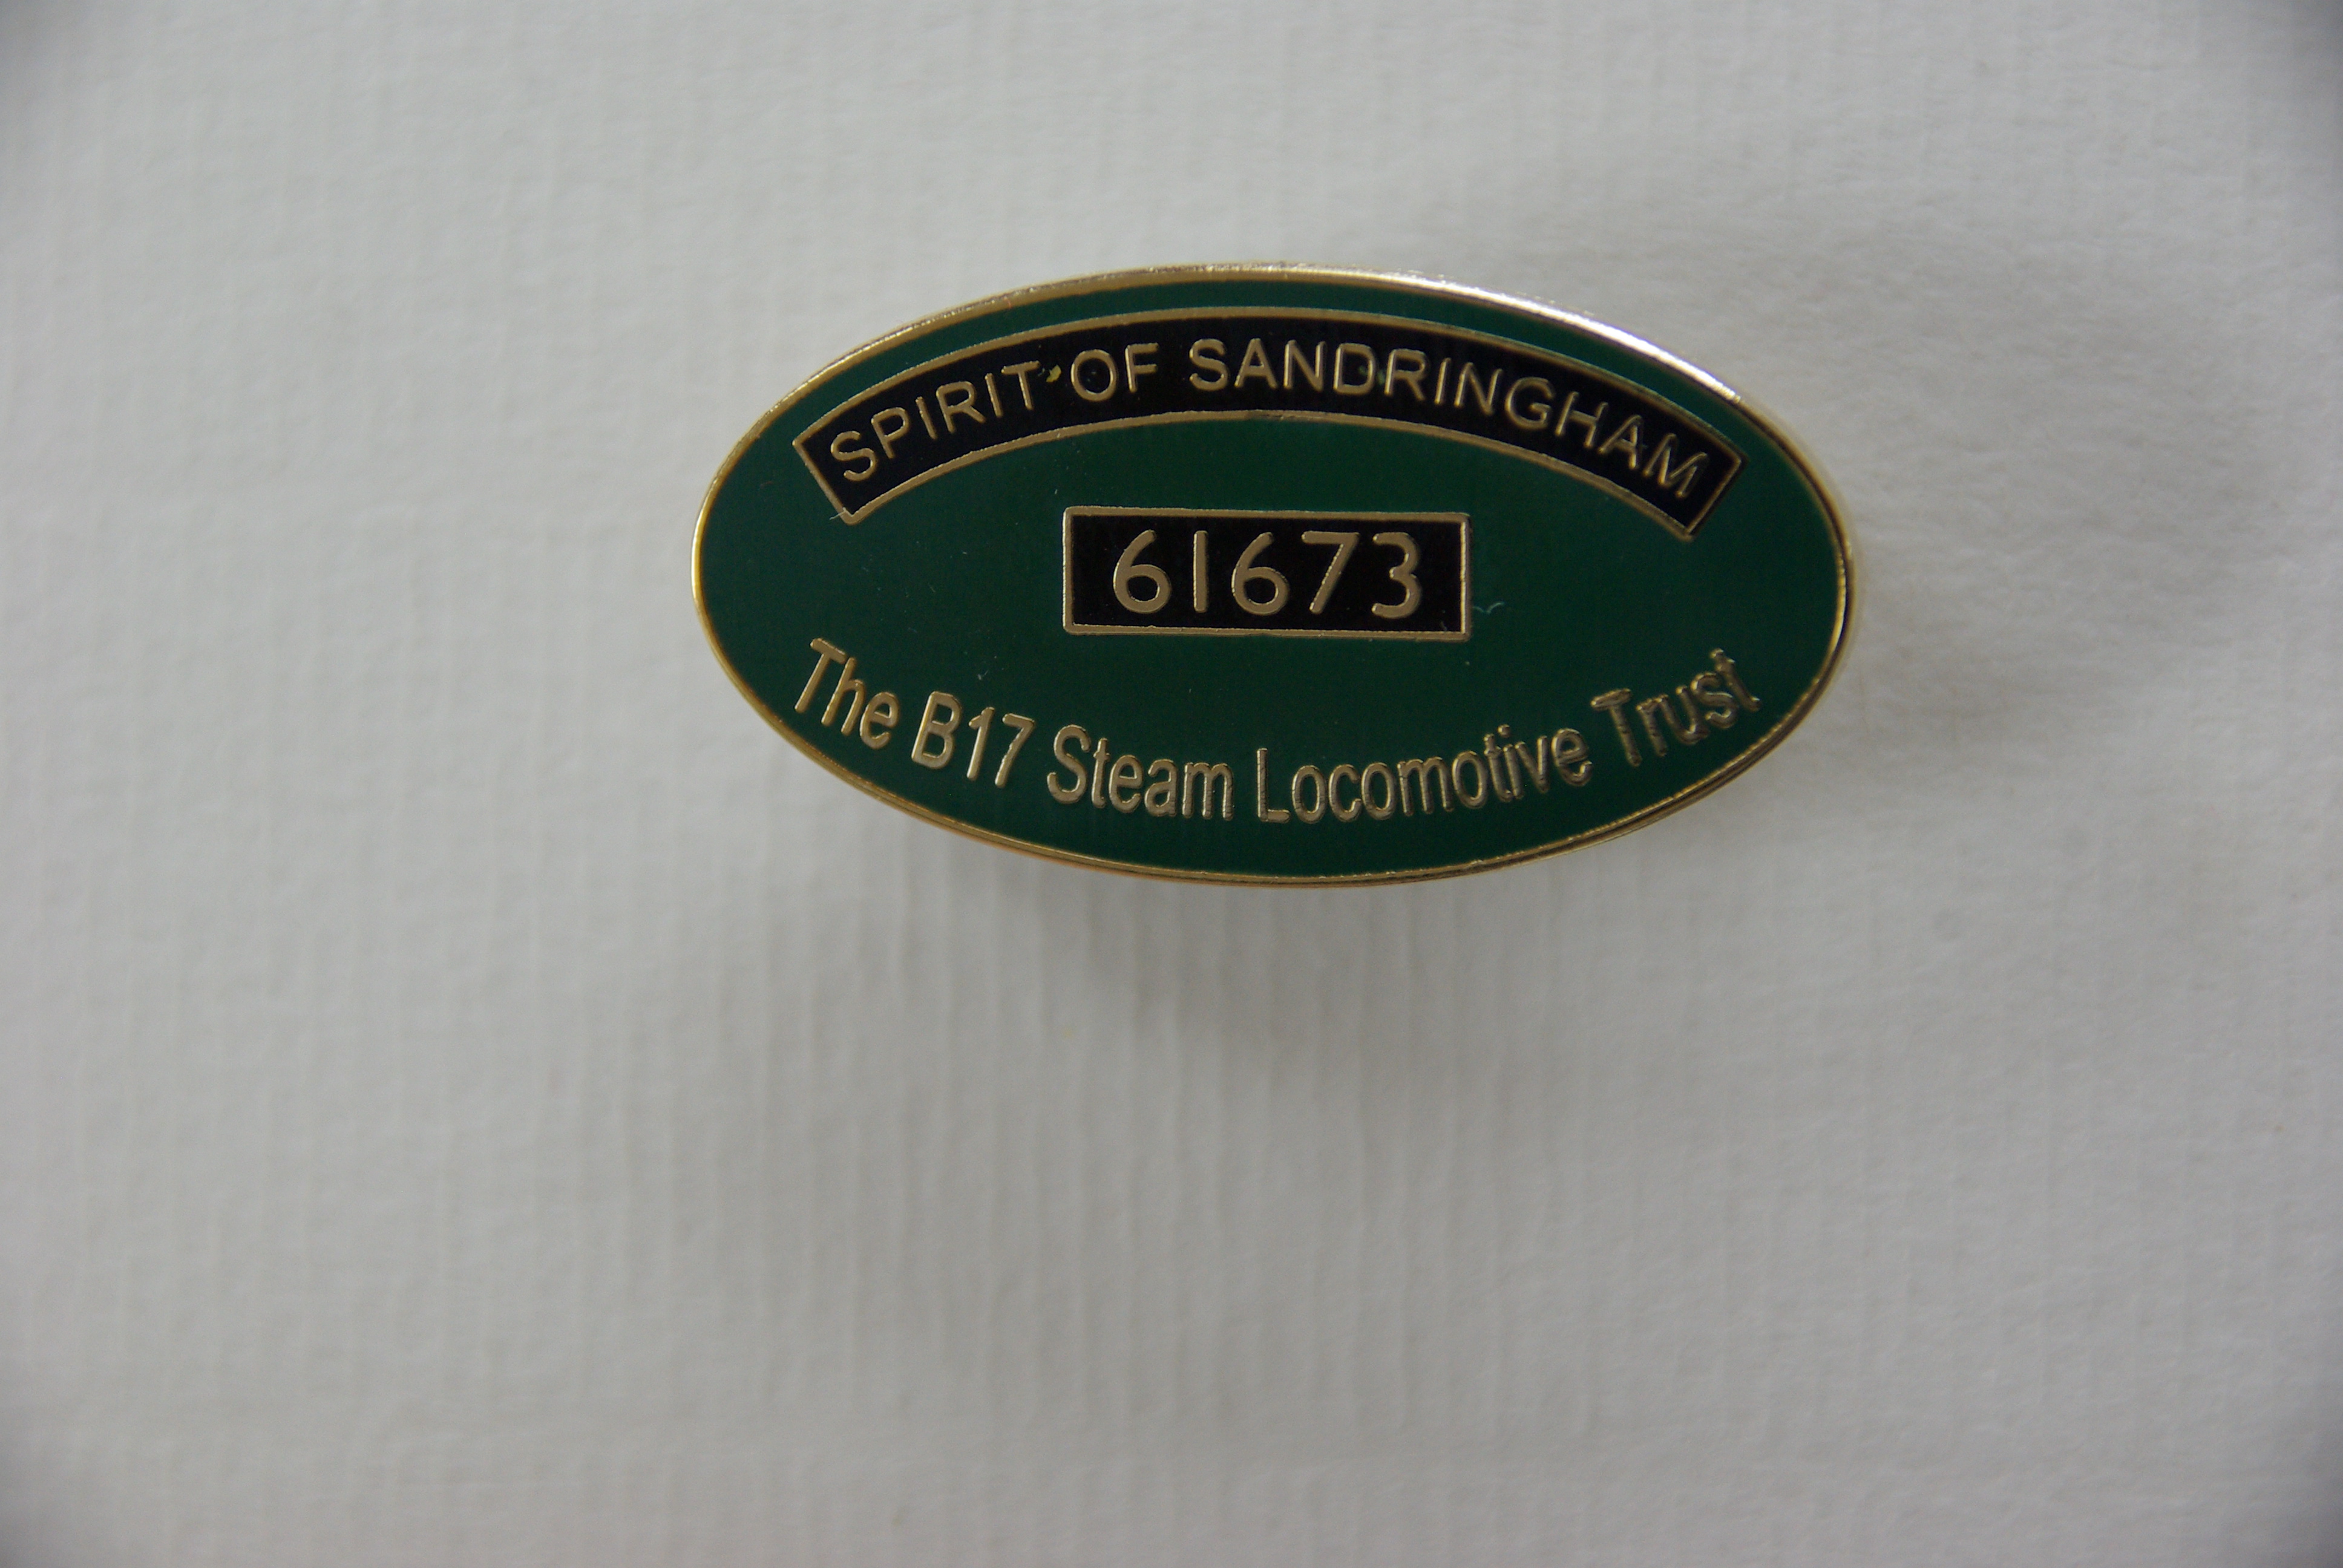 SPIRIT OF SANDRINGHAM
61673
The B17 Steam Locomotive Trust